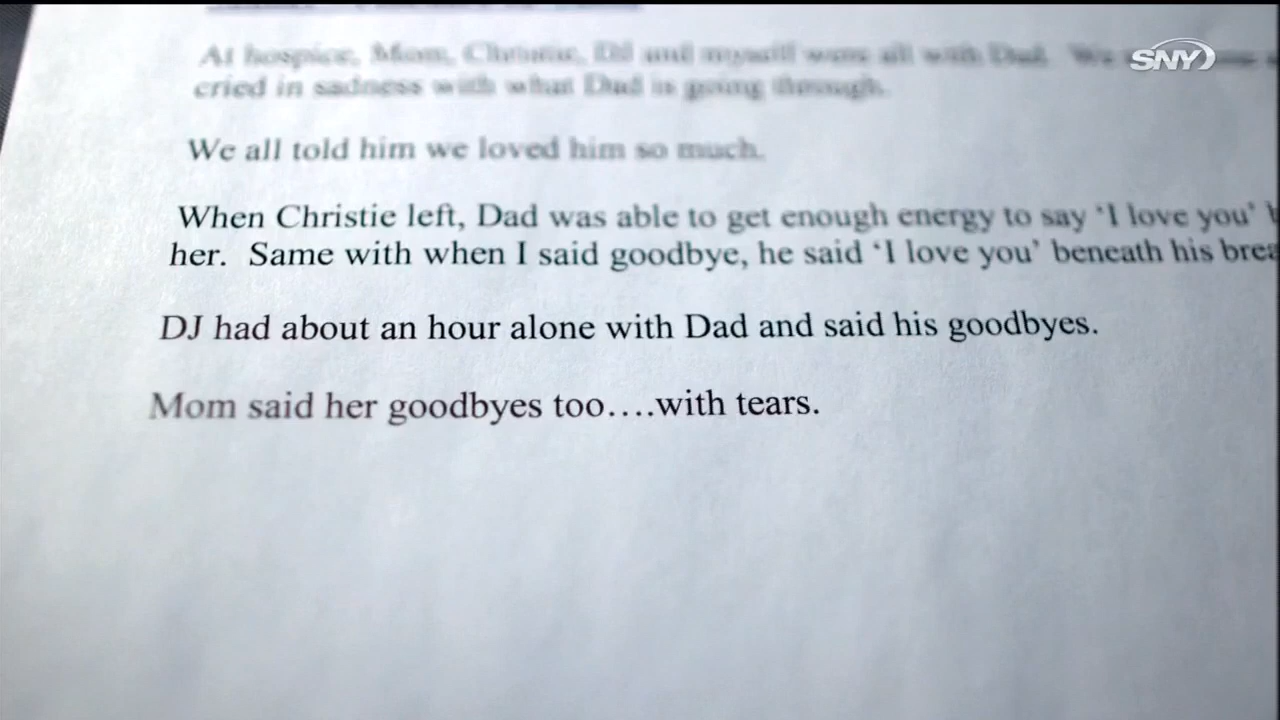 SNY
At hospice, Mom, Christie, DJ and myself were all with Dad. We
cried in sadness with what Dad is going through.
We all told him we loved him so much.
When Christie left, Dad was able to get enough energy to say ‘I love you’
her. Same with when I said goodbye, he said ‘I love you’ beneath his
DJ had about an hour alone with Dad and said his goodbyes.
Mom said her goodbyes too….with tears.